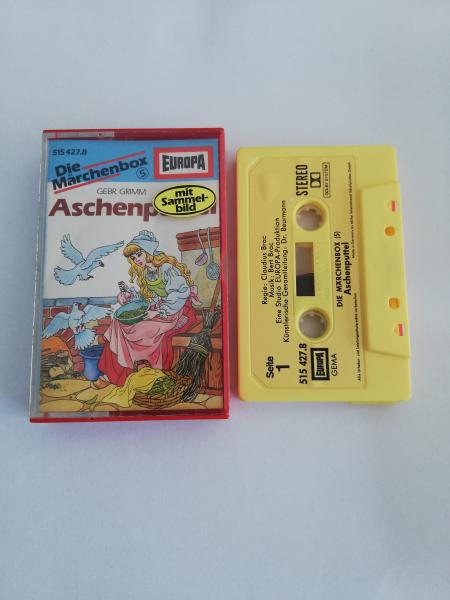 515 427.8
Die
Märchenbox
5
EUROPA
GEBR. GRIMM
mit
Sammel-
bild
Aschenp
STEREO
DOLBY SYSTEM
Regie: Claudius Brac
Musik: Bert Brac
Eine Studio EUROPA-Produktion
Künstlerische Gesamtleitung: Dr. Beurmann
DIE MÄRCHENBOX (5)
Aschenputtel
Seite
1
515 427.8
EUROPA
GEMA